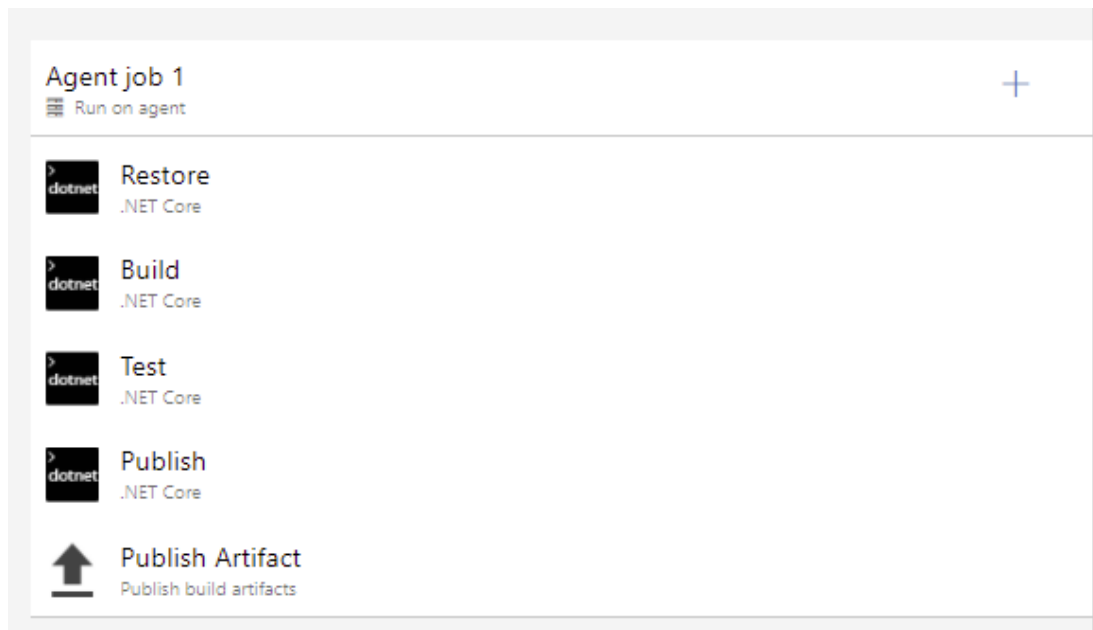 Agent job 1
Run on agent
>
dotnet
Restore
.NET Core
>
dotnet
Build
.NET Core
>
dotnet
Test
.NET Core
>
dotnet
Publish
.NET Core
Publish Artifact
Publish build artifacts